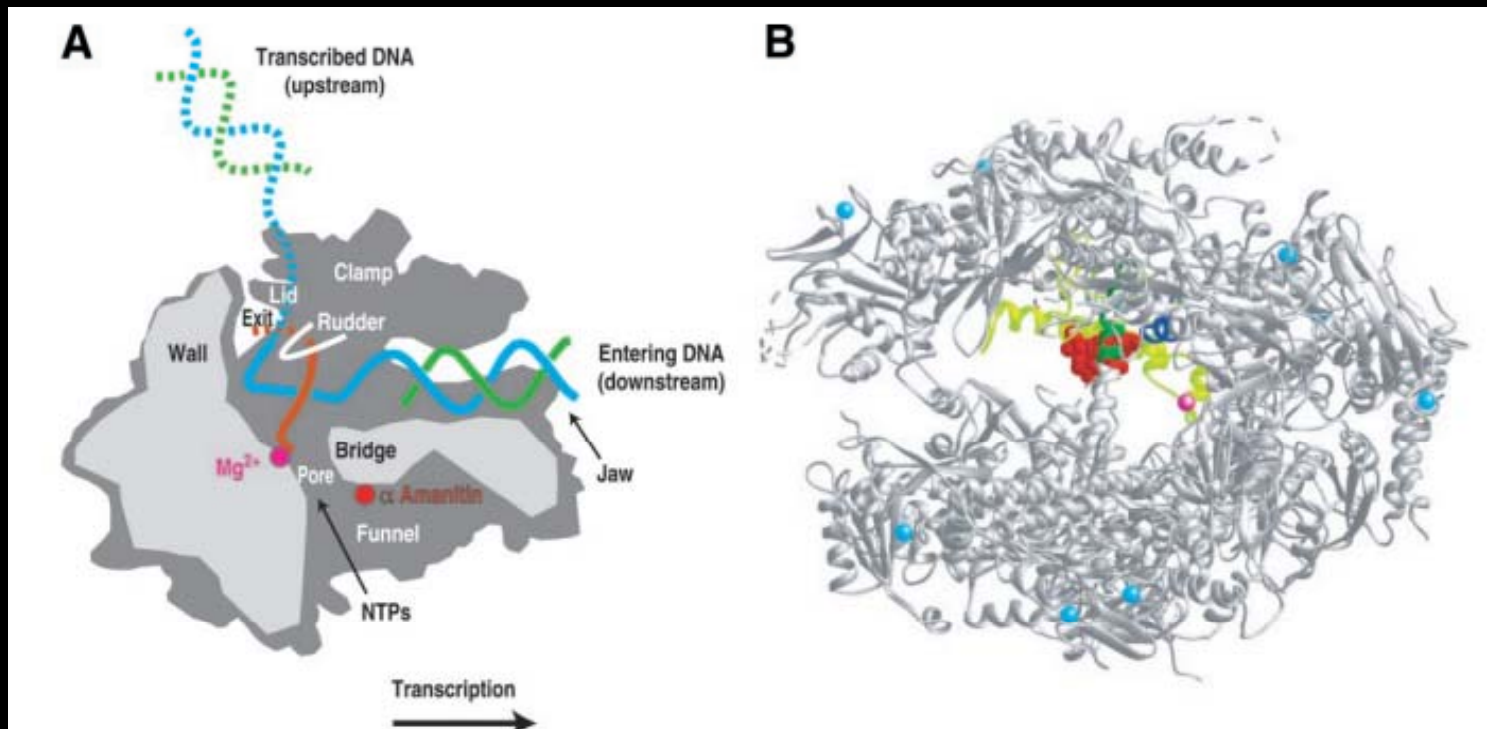 A
Transcribed DNA
(upstream)
Clamp
Lid
Exit
Rudder
Wall
Entering DNA
(downstream)
Bridge
Jaw
Mg2+
Pore
α Amanitin
Funnel
NTPs
Transcription
B